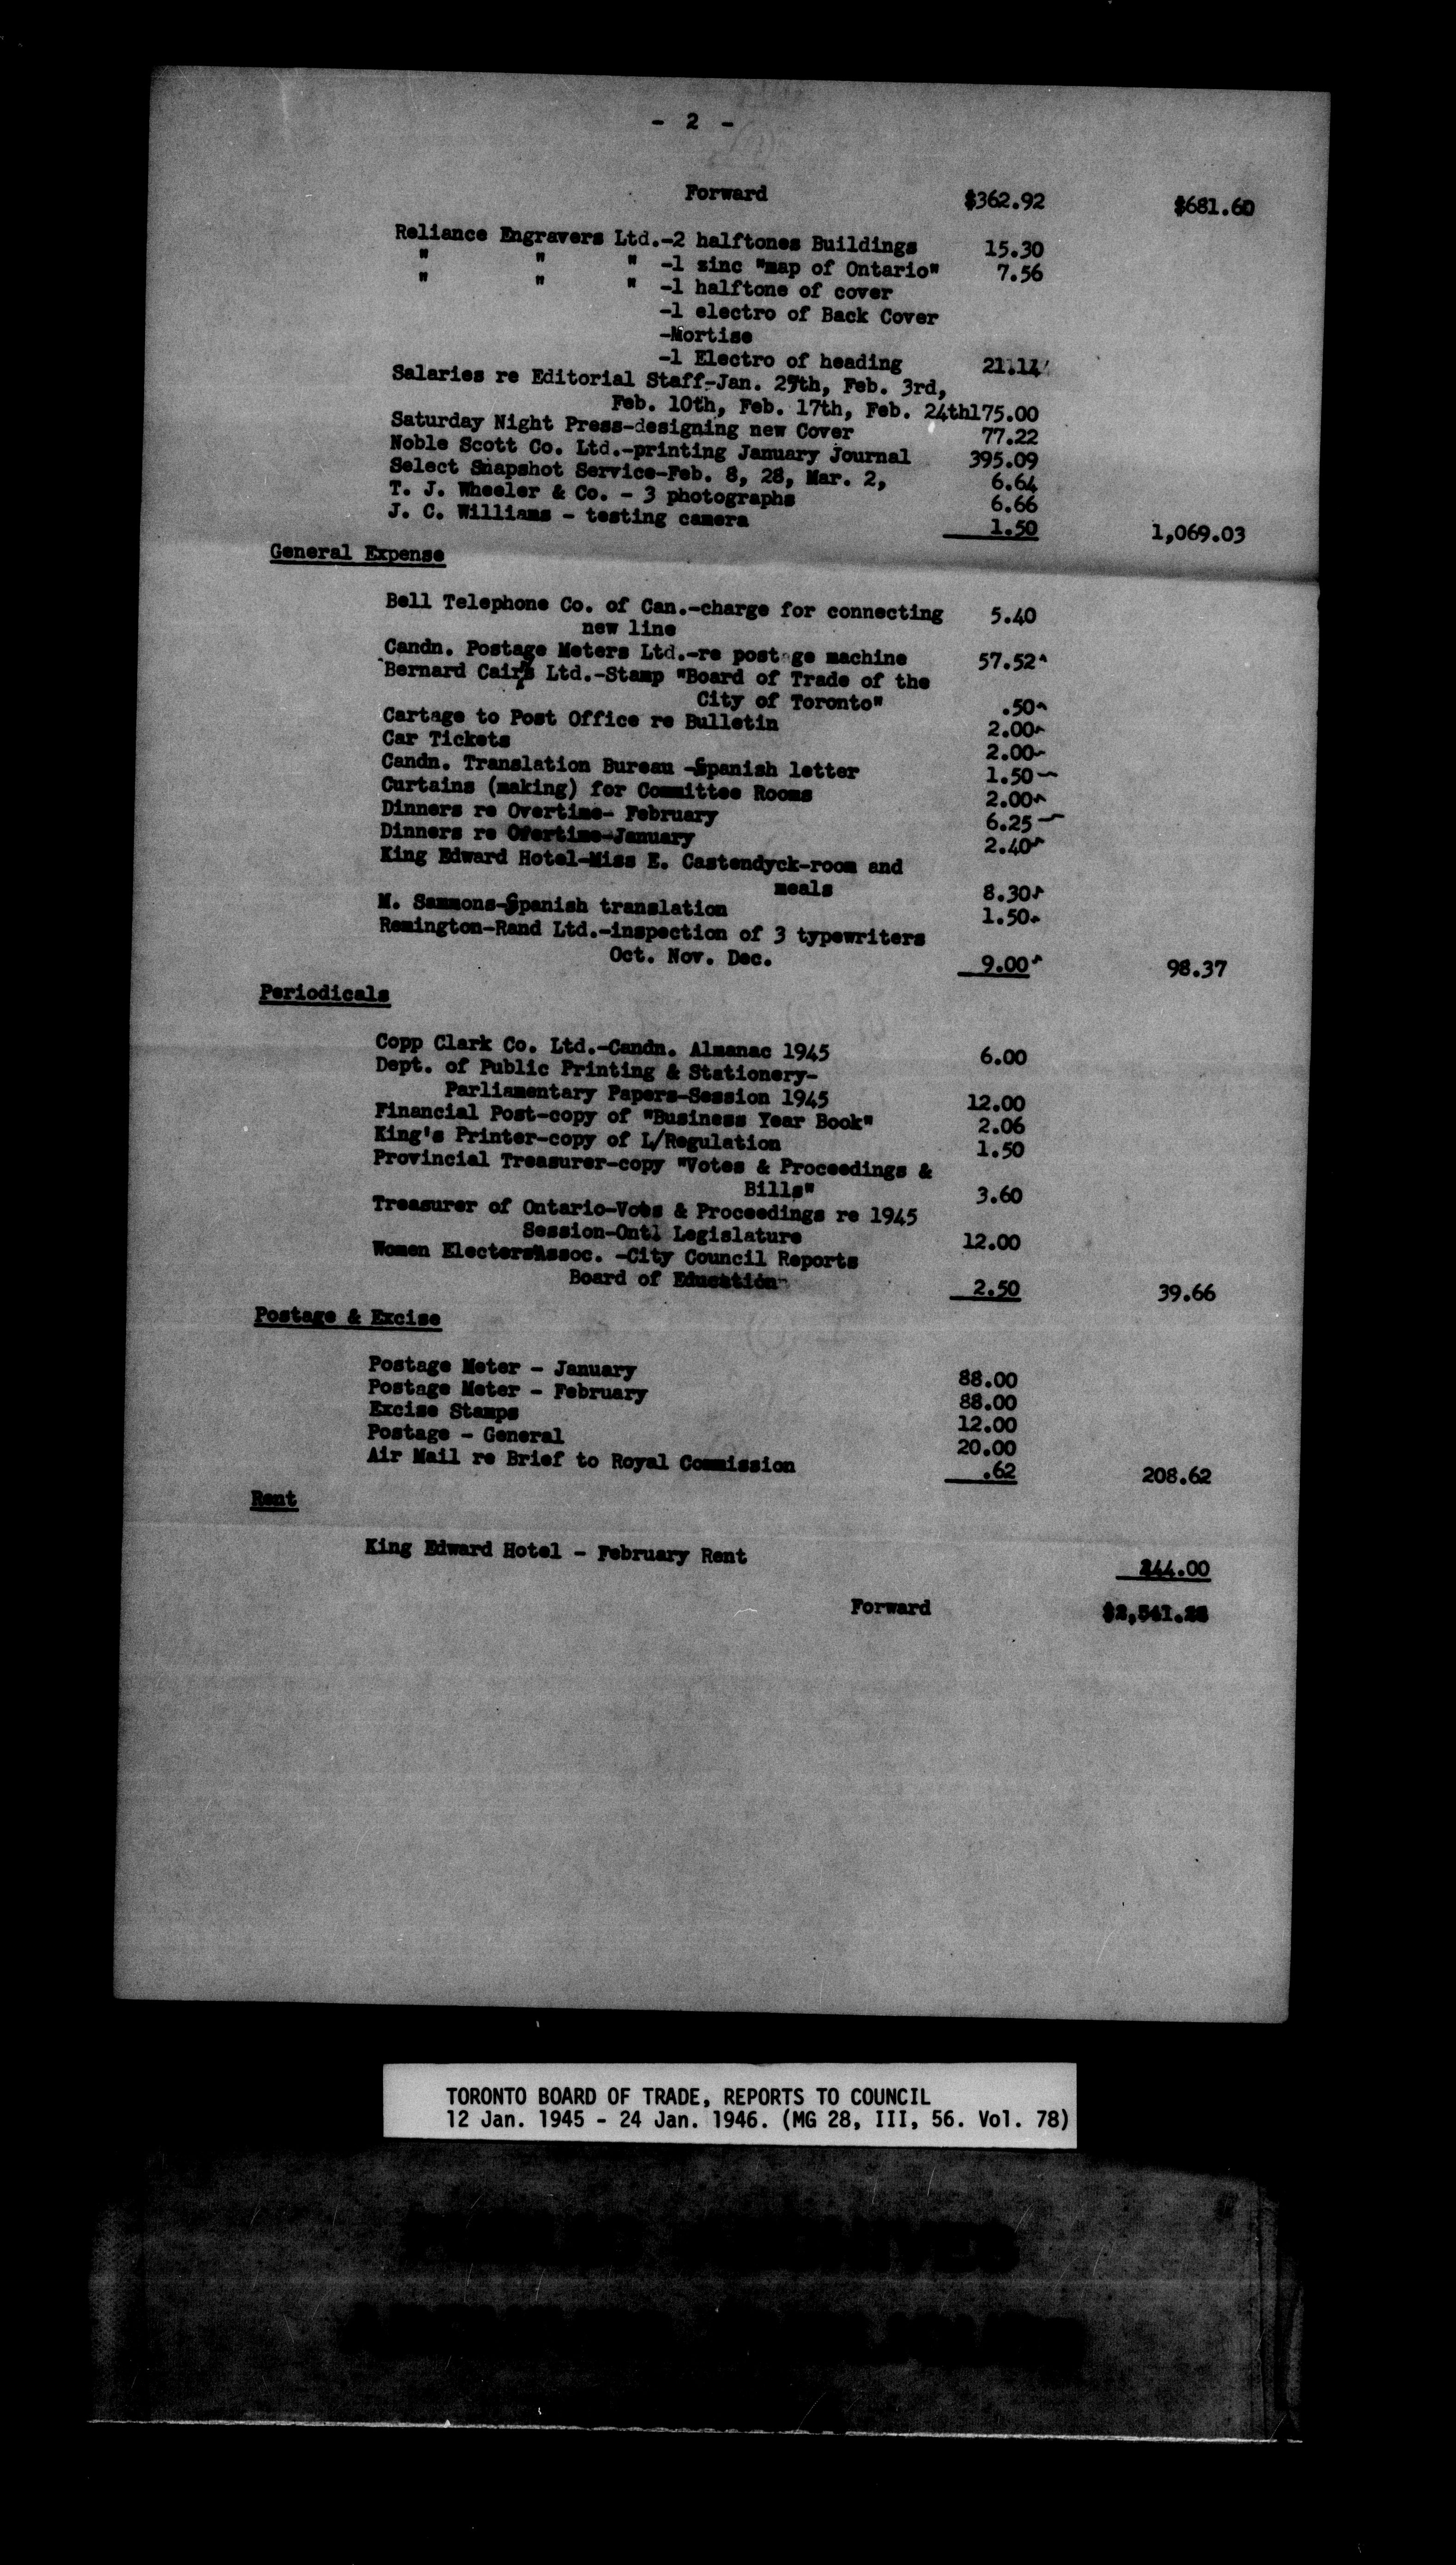 - 2 -
Forward $362.92 $681.60
Reliance Engravers Ltd.-2 halftones Buildings 15.30
" " " -1 zinc "map of Ontario" 7.56
" " " -1 halftone of cover
-1 electro of Back Cover
-Mortise
-1 Electro of heading 21.14
Salaries re Editorial Staff-Jan. 27th, Feb. 3rd,
Feb. 10th, Feb. 17th, Feb. 24th175.00
Saturday Night Press-designing new Cover 77.22
Noble Scott Co. Ltd.-printing January Journal 395.09
Select Snapshot Service-Feb. 8, 28, Mar. 2, 6.64
T. J. Wheeler & Co. - 3 photographs 6.66
J. C. Williams - testing camera 1.50 1,069.03
General Expense
Bell Telephone Co. of Can.-charge for connecting 5.40
new line
Candn. Postage Meters Ltd.-re postage machine 57.52
Bernard Cairns Ltd.-Stamp "Board of Trade of the
City of Toronto" .50
Cartage to Post Office re Bulletin 2.00
Car Tickets 2.00
Candn. Translation Bureau -Spanish letter 1.50
Curtains (making) for Committee Rooms 2.00
Dinners re Overtime- February 6.25
Dinners re Overtime-January 2.40
King Edward Hotel-Miss E. Castendyck-room and
meals 8.30
M. Sammons-Spanish translation 1.50
Remington-Rand Ltd.-inspection of 3 typewriters
Oct. Nov. Dec. 9.00 98.37
Periodicals
Copp Clark Co. Ltd.-Candn. Almanac 1945 6.00
Dept. of Public Printing & Stationery-
Parliamentary Papers-Session 1945 12.00
Financial Post-copy of "Business Year Book" 2.06
King's Printer-copy of L/Regulation 1.50
Provincial Treasurer-copy "Votes & Proceedings &
Bills" 3.60
Treasurer of Ontario-Votes & Proceedings re 1945
Session-Ontl Legislature 12.00
Women ElectorsAssoc. -City Council Reports
Board of Education 2.50 39.66
Postage & Excise
Postage Meter - January 88.00
Postage Meter - February 88.00
Excise Stamps 12.00
Postage - General 20.00
Air Mail re Brief to Royal Commission .62 208.62
Rent
King Edward Hotel - February Rent 244.00
Forward $2,341.28
TORONTO BOARD OF TRADE, REPORTS TO COUNCIL
12 Jan. 1945 - 24 Jan. 1946. (MG 28, III, 56. Vol. 78)